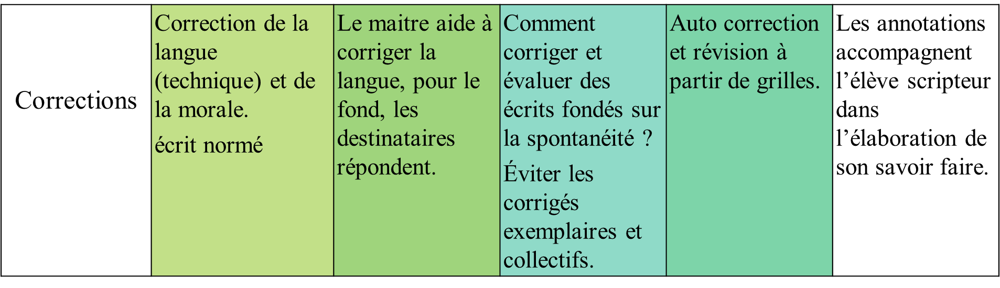 Corrections
Correction de la
langue
(technique) et de
la morale.
écrit normé
Le maitre aide à
corriger la
langue, pour le
fond, les
destinataires
répondent.
Comment
corriger et
évaluer des
écrits fondés sur
la spontanéité ?
Éviter les
corrigés
exemplaires et
collectifs.
Auto correction
et révision à
partir de grilles.
Les annotations
accompagnent
l’élève scripteur
dans
l’élaboration de
son savoir faire.